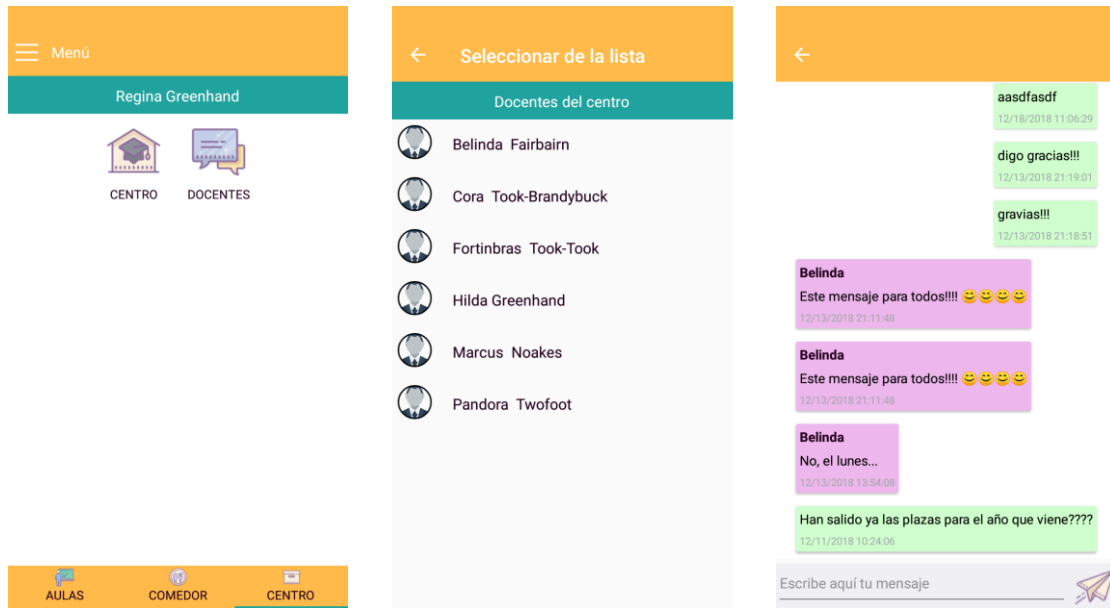 Menú
Regina Greenhand
CENTRO
DOCENTES
AULAS
COMEDOR
CENTRO
Seleccionar de la lista
Docentes del centro
Belinda Fairbairn
Cora Took-Brandybuck
Fortinbras Took-Took
Hilda Greenhand
Marcus Noakes
Pandora Twofoot
aasdfasdf
12/18/2018 11:06:29
digo gracias!!!
12/13/2018 21:19:01
gravias!!!
12/13/2018 21:18:51
Belinda
Este mensaje para todos!!!! 😊😊😊😊
12/13/2018 21:11:48
Belinda
Este mensaje para todos!!!! 😊😊😊😊
12/13/2018 21:11:48
Belinda
No, el lunes...
12/13/2018 13:54:08
Han salido ya las plazas para el año que viene????
12/11/2018 10:24:06
Escribe aquí tu mensaje